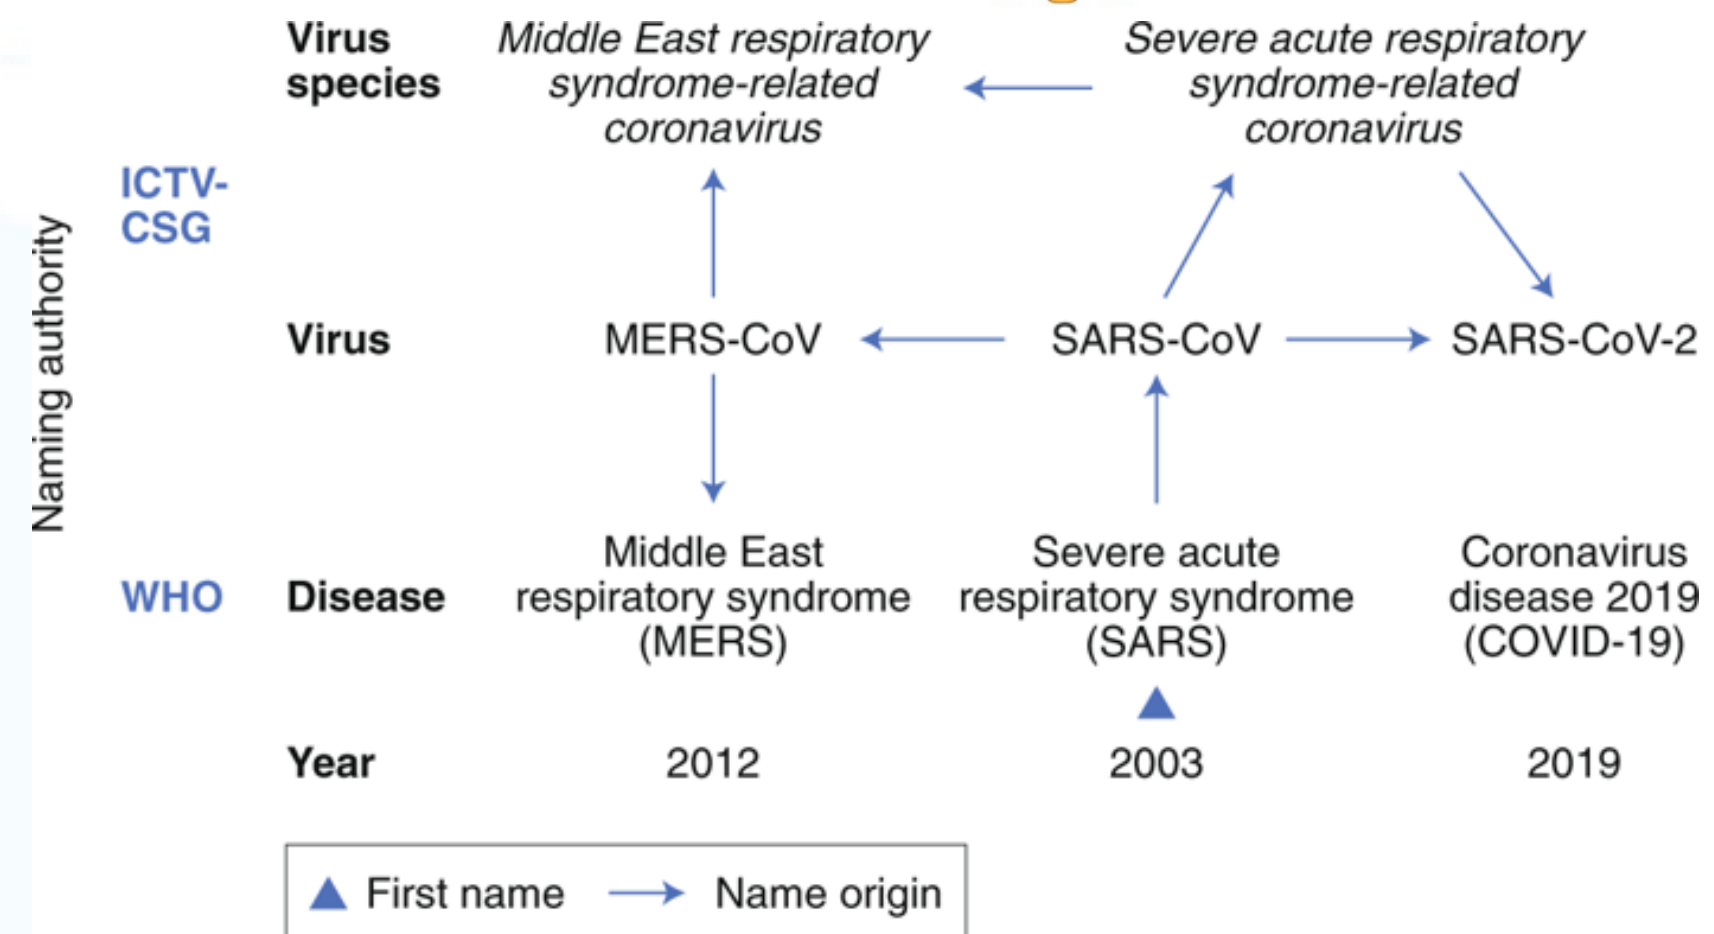 Virus species
Middle East respiratory syndrome-related coronavirus
Severe acute respiratory syndrome-related coronavirus
Naming authority
ICTV-CSG
Virus
MERS-CoV
SARS-CoV
SARS-CoV-2
WHO
Disease
Middle East respiratory syndrome (MERS)
Severe acute respiratory syndrome (SARS)
Coronavirus disease 2019 (COVID-19)
Year
2012
2003
2019
First name
Name origin